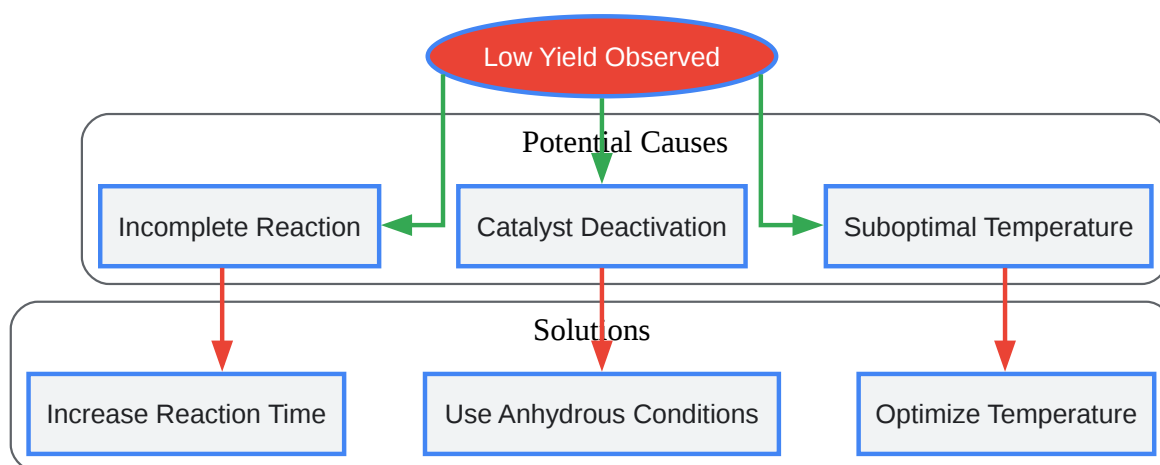 Low Yield Observed
Potential Causes
Incomplete Reaction
Catalyst Deactivation
Suboptimal Temperature
Solutions
Increase Reaction Time
Use Anhydrous Conditions
Optimize Temperature